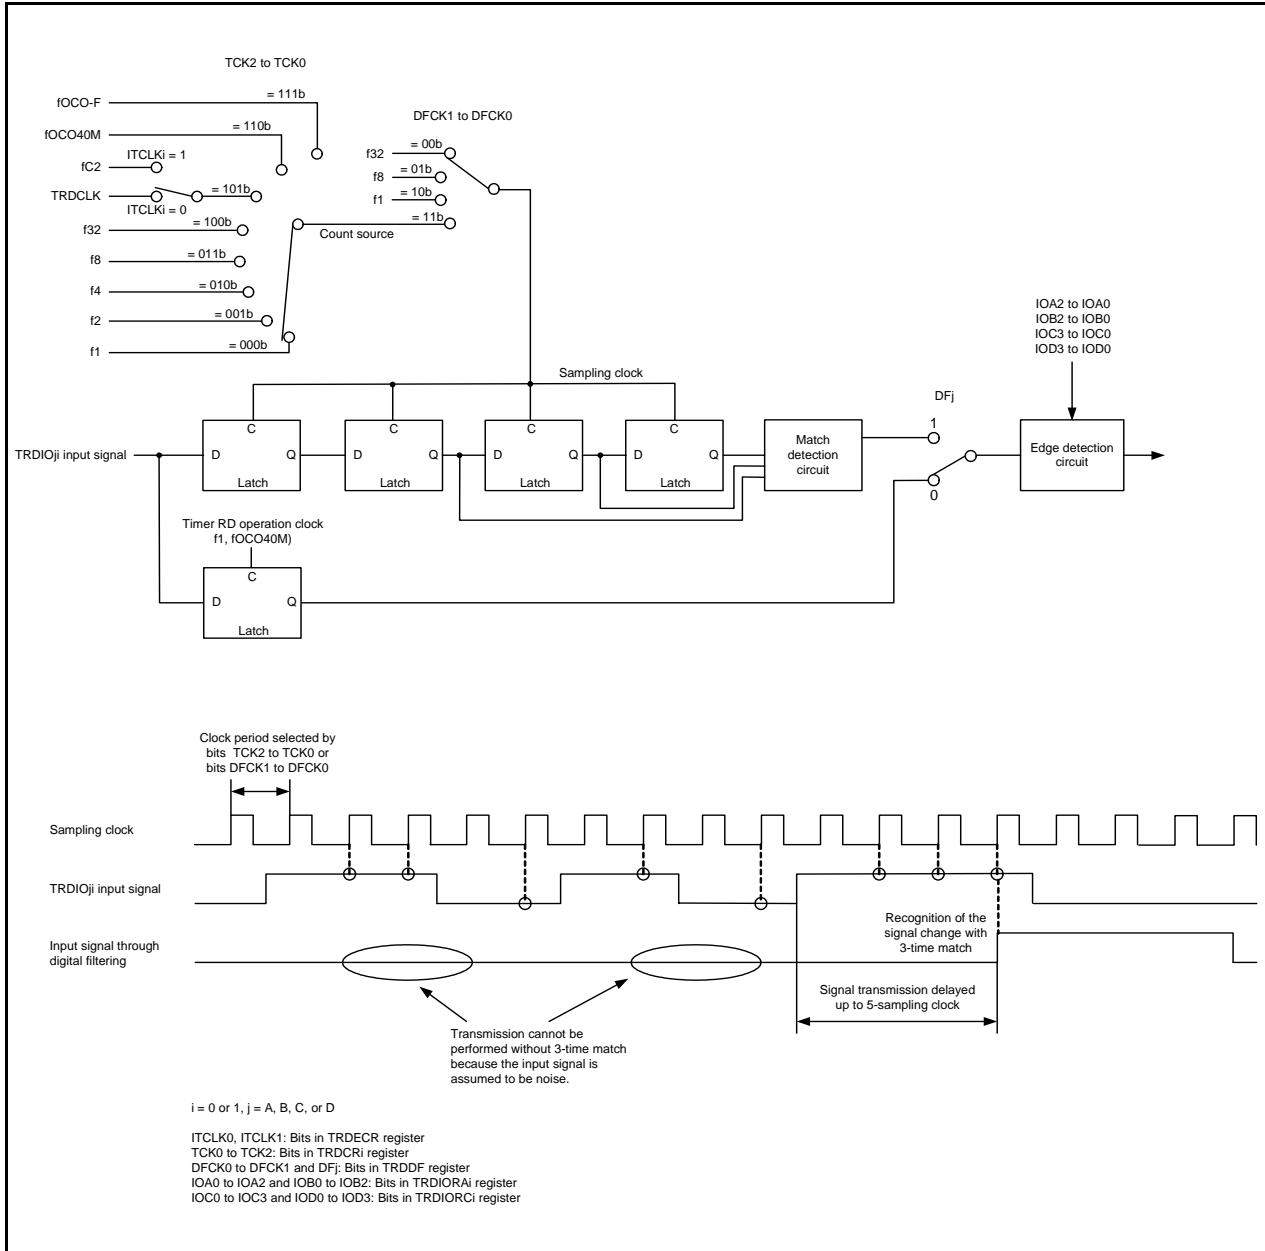 TCK2 to TCK0
fOCO-F
= 111b
fOCO40M
= 110b
fC2
ITCLKi = 1
TRDCLK
= 101b
ITCLKi = 0
f32
= 100b
f8
= 011b
f4
= 010b
f2
= 001b
f1
= 000b
Count source
DFCK1 to DFCK0
f32
= 00b
f8
= 01b
f1
= 10b
= 11b
IOA2 to IOA0
IOB2 to IOB0
IOC3 to IOC0
IOD3 to IOD0
Sampling clock
DFj
1
0
TRDIOji input signal
C
D
Q
Latch
C
D
Q
Latch
C
D
Q
Latch
C
D
Q
Latch
Match
detection
circuit
Edge detection
circuit
Timer RD operation clock
f1, fOCO40M)
C
D
Q
Latch
Clock period selected by
bits TCK2 to TCK0 or
bits DFCK1 to DFCK0
Sampling clock
TRDIOji input signal
Input signal through
digital filtering
Recognition of the
signal change with
3-time match
Signal transmission delayed
up to 5-sampling clock
Transmission cannot be
performed without 3-time match
because the input signal is
assumed to be noise.
i = 0 or 1, j = A, B, C, or D
ITCLK0, ITCLK1: Bits in TRDECR register
TCK0 to TCK2: Bits in TRDCRi register
DFCK0 to DFCK1 and DFj: Bits in TRDDF register
IOA0 to IOA2 and IOB0 to IOB2: Bits in TRDIORAi register
IOC0 to IOC3 and IOD0 to IOD3: Bits in TRDIORCi register